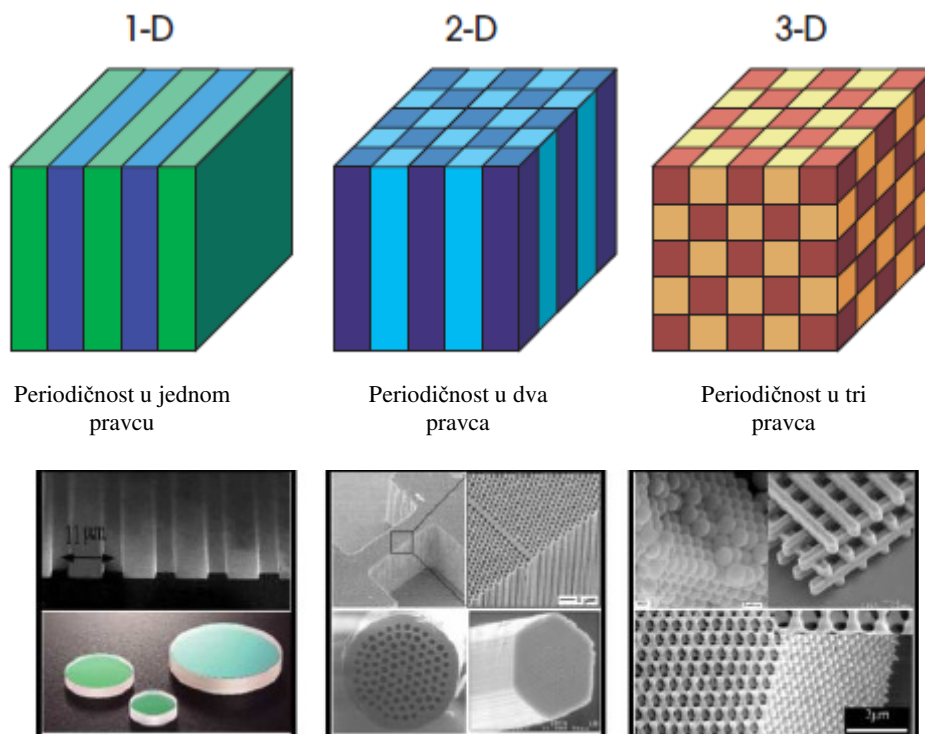 1-D
2-D
3-D
Periodičnost u jednom
pravcu
Periodičnost u dva
pravca
Periodičnost u tri
pravca
11 μm
2μm